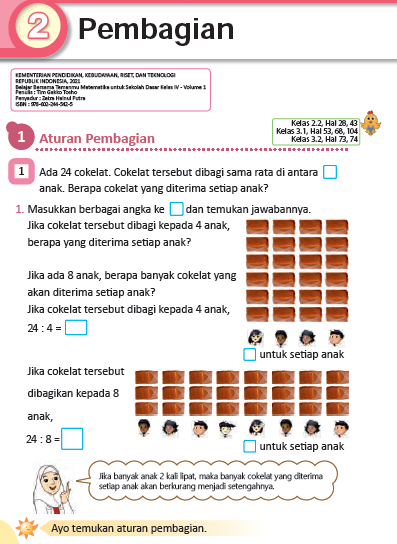 2 Pembagian
KEMENTERIAN PENDIDIKAN, KEBUDAYAAN, RISET, DAN TEKNOLOGI
REPUBLIK INDONESIA, 2021
Belajar Bersama Temanmu Matematika untuk Sekolah Dasar Kelas IV - Volume 1
Penulis : Tim Gakko Tosho
Penyadur : Zetra Hainul Putra
ISBN : 978-602-244-542-5
Kelas 2.2, Hal 28, 43
Kelas 3.1, Hal 53, 68, 104
Kelas 3.2, Hal 73, 74
1 Aturan Pembagian
1 Ada 24 cokelat. Cokelat tersebut dibagi sama rata di antara
anak. Berapa cokelat yang diterima setiap anak?
1. Masukkan berbagai angka ke dan temukan jawabannya.
Jika cokelat tersebut dibagi kepada 4 anak,
berapa yang diterima setiap anak?
Jika ada 8 anak, berapa banyak cokelat yang
akan diterima setiap anak?
Jika cokelat tersebut dibagi kepada 4 anak,
24 : 4 =
untuk setiap anak
Jika cokelat tersebut
dibagikan kepada 8
anak,
24 : 8 =
untuk setiap anak
Jika banyak anak 2 kali lipat, maka banyak cokelat yang diterima
setiap anak akan berkurang menjadi setengahnya.
Ayo temukan aturan pembagian.